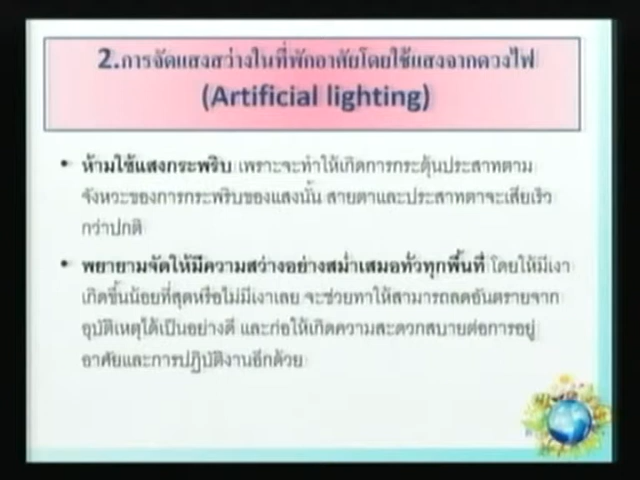 2.การจัดแสงสว่างในที่พักอาศัยโดยใช้แสงจากดวงไฟ
(Artificial lighting)
• ห้ามใช้แสงกระพริบ เพราะจะทำให้เกิดการกระตุ้นประสาทตาม
จังหวะของการกระพริบของแสงนั้น สายตาและประสาทตาจะเสียเร็ว
กว่าปกติ
• พยายามจัดให้มีความสว่างอย่างสม่ำเสมอทั่วทุกพื้นที่ โดยให้มีเงา
เกิดขึ้นน้อยที่สุดหรือไม่มีเงาเลย จะช่วยทาให้สามารถลดอันตรายจาก
อุบัติเหตุได้เป็นอย่างดี และก่อให้เกิดความสะดวกสบายต่อการอยู่
อาศัยและการปฏิบัติงานอีกด้วย